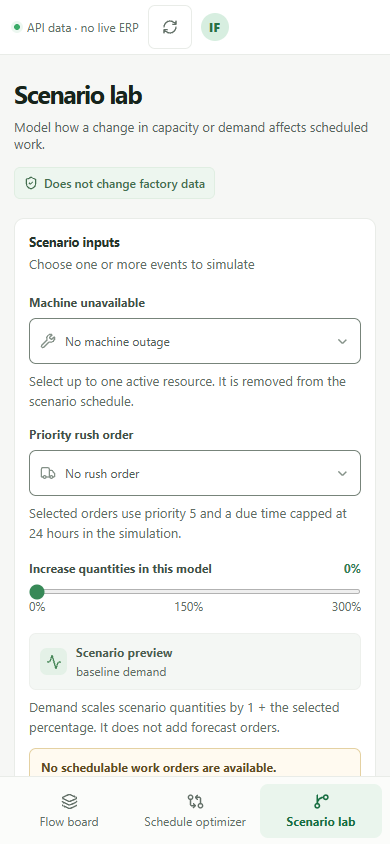 API data · no live ERP
IF
Scenario lab
Model how a change in capacity or demand affects scheduled
work.
Does not change factory data
Scenario inputs
Choose one or more events to simulate
Machine unavailable
No machine outage
Select up to one active resource. It is removed from the
scenario schedule.
Priority rush order
No rush order
Selected orders use priority 5 and a due time capped at
24 hours in the simulation.
Increase quantities in this model 0%
0% 150% 300%
Scenario preview
baseline demand
Demand scales scenario quantities by 1 + the selected
percentage. It does not add forecast orders.
No schedulable work orders are available.
Flow board Schedule optimizer Scenario lab